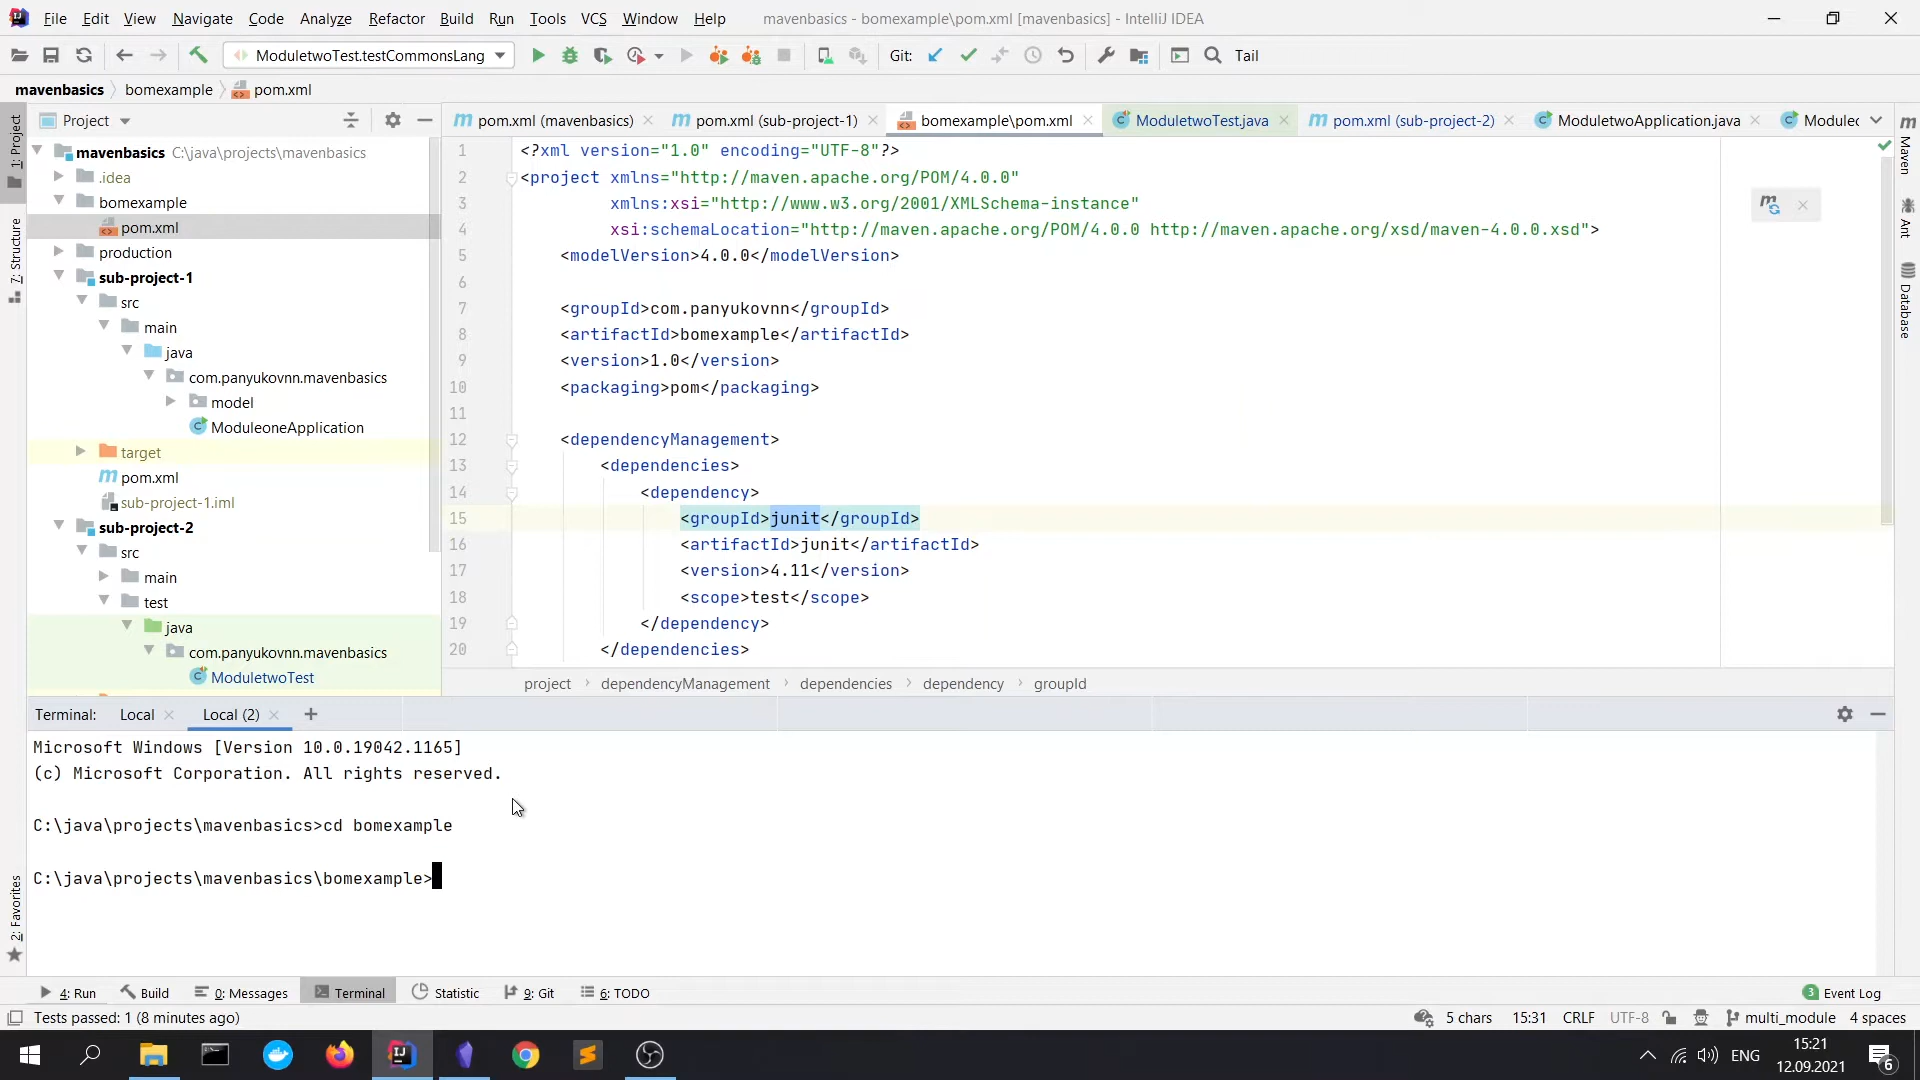 File Edit View Navigate Code Analyze Refactor Build Run Tools VCS Window Help mavenbasics - bomexample\pom.xml [mavenbasics] - IntelliJ IDEA
ModuletwoTest.testCommonsLang Git: Tail
mavenbasics bomexample pom.xml
Project
pom.xml (mavenbasics) pom.xml (sub-project-1) bomexample\pom.xml ModuletwoTest.java pom.xml (sub-project-2) ModuletwoApplication.java Modulec
1: Project
7: Structure
2: Favorites
mavenbasics C:\java\projects\mavenbasics
.idea
bomexample
pom.xml
production
sub-project-1
src
main
java
com.panyukovnn.mavenbasics
model
ModuleoneApplication
target
pom.xml
sub-project-1.iml
sub-project-2
src
main
test
java
com.panyukovnn.mavenbasics
ModuletwoTest
1 <?xml version="1.0" encoding="UTF-8"?>
2 <project xmlns="http://maven.apache.org/POM/4.0.0"
3 xmlns:xsi="http://www.w3.org/2001/XMLSchema-instance"
4 xsi:schemaLocation="http://maven.apache.org/POM/4.0.0 http://maven.apache.org/xsd/maven-4.0.0.xsd">
5 <modelVersion>4.0.0</modelVersion>
6
7 <groupId>com.panyukovnn</groupId>
8 <artifactId>bomexample</artifactId>
9 <version>1.0</version>
10 <packaging>pom</packaging>
11
12 <dependencyManagement>
13 <dependencies>
14 <dependency>
15 <groupId>junit</groupId>
16 <artifactId>junit</artifactId>
17 <version>4.11</version>
18 <scope>test</scope>
19 </dependency>
20 </dependencies>
project dependencyManagement dependencies dependency groupId
Maven
Ant
Database
Terminal: Local Local (2)
Microsoft Windows [Version 10.0.19042.1165]
(c) Microsoft Corporation. All rights reserved.
C:\java\projects\mavenbasics>cd bomexample
C:\java\projects\mavenbasics\bomexample>
4: Run Build 0: Messages Terminal Statistic 9: Git 6: TODO 3 Event Log
Tests passed: 1 (8 minutes ago) 5 chars 15:31 CRLF UTF-8 multi_module 4 spaces
ENG 15:21
12.09.2021 6